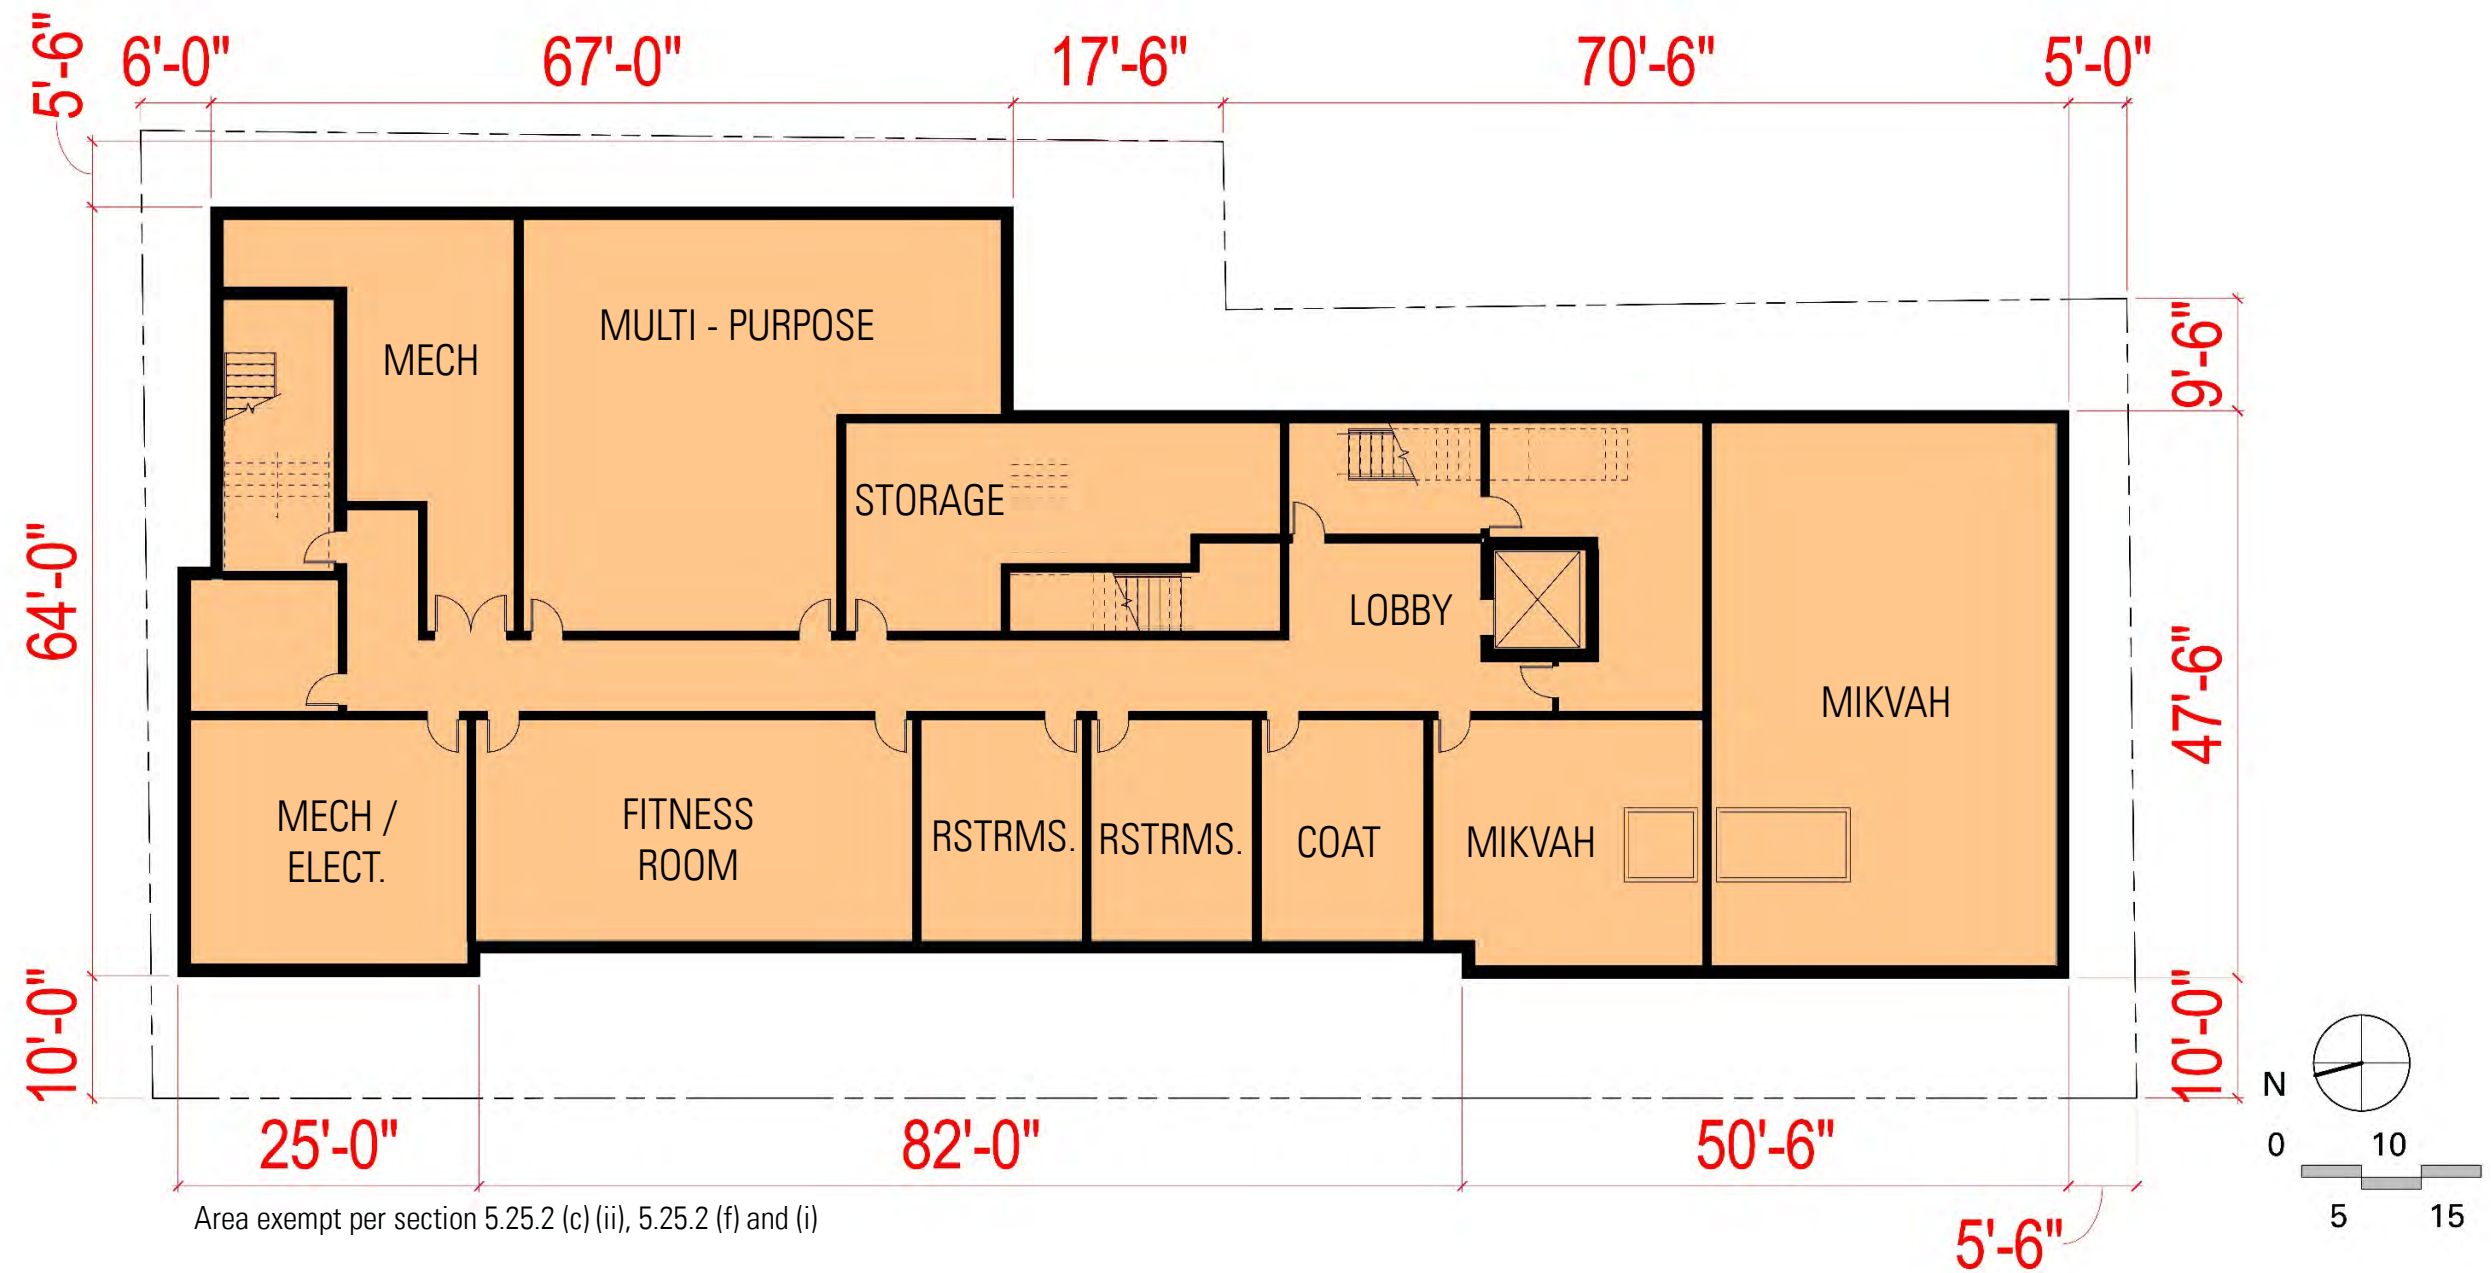 5'-6"
6'-0"
67'-0"
17'-6"
70'-6"
5'-0"
MECH
MULTI - PURPOSE
9'-6"
STORAGE
64'-0"
LOBBY
47'-6"
MIKVAH
MECH /
ELECT.
FITNESS
ROOM
RSTRMS.
RSTRMS.
COAT
MIKVAH
10'-0"
10'-0"
N
25'-0"
82'-0"
50'-6"
0
10
5
15
Area exempt per section 5.25.2 (c) (ii), 5.25.2 (f) and (i)
5'-6"